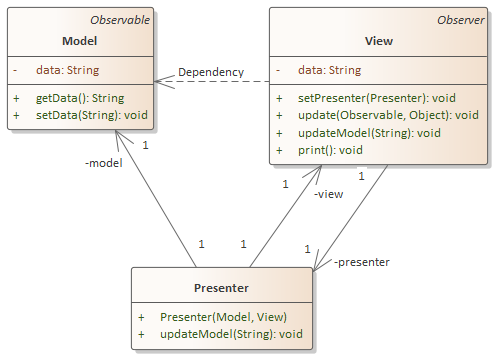 Observable
Model
- data: String
+ getData(): String
+ setData(String): void
Observer
View
- data: String
+ setPresenter(Presenter): void
+ update(Observable, Object): void
+ updateModel(String): void
+ print(): void
Dependency
1
-model
1
-view
1
-presenter
1
1
1
Presenter
+ Presenter(Model, View)
+ updateModel(String): void